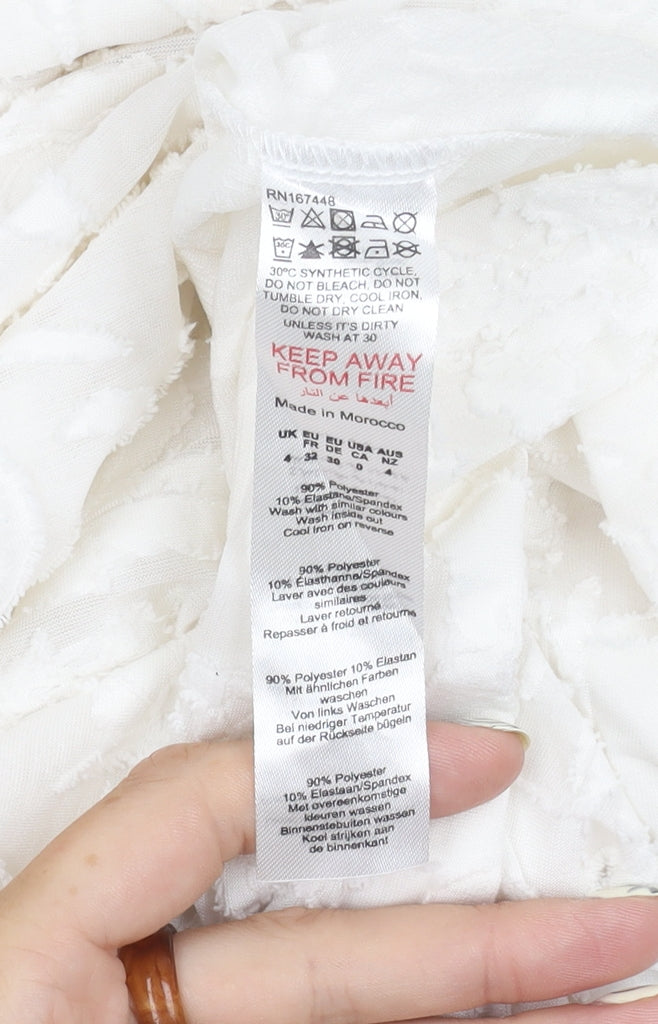 RN167448
30°
30C
30°C SYNTHETIC CYCLE,
DO NOT BLEACH, DO NOT
TUMBLE DRY, COOL IRON,
DO NOT DRY CLEAN
UNLESS IT'S DIRTY
WASH AT 30
KEEP AWAY
FROM FIRE
أبعدها عن النار
Made in Morocco
UK EU EU USA AUS
FR DE CA NZ
4 32 30 0 4
90% Polyester
10% Elastane/Spandex
Wash with similar colours
Wash inside out
Cool iron on reverse
90% Polyester
10% Élasthanne/Spandex
Laver avec des couleurs
similaires
Laver retourné
Repasser à froid et retourné
90% Polyester 10% Elastan
Mit ähnlichen Farben
waschen
Von links Waschen
Bei niedriger Temperatur
auf der Rückseite bügeln
90% Polyester
10% Elastaan/Spandex
Met overeenkomstige
kleuren wassen
Binnenstebuiten wassen
Koel strijken aan
de binnenkant